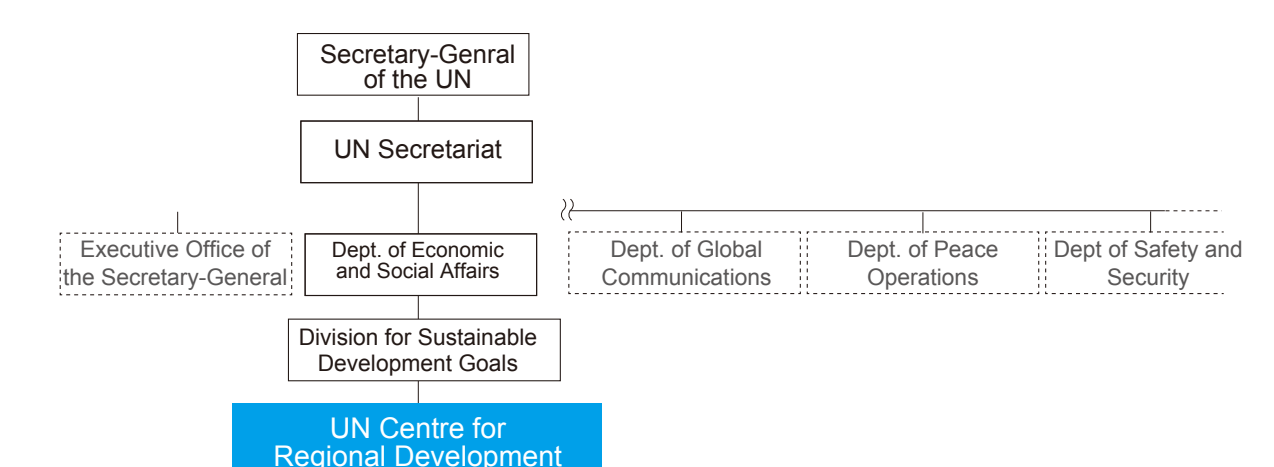 Secretary-Genral
of the UN
UN Secretariat
Executive Office of
the Secretary-General
Dept. of Economic
and Social Affairs
Dept. of Global
Communications
Dept. of Peace
Operations
Dept of Safety and
Security
Division for Sustainable
Development Goals
UN Centre for
Regional Development